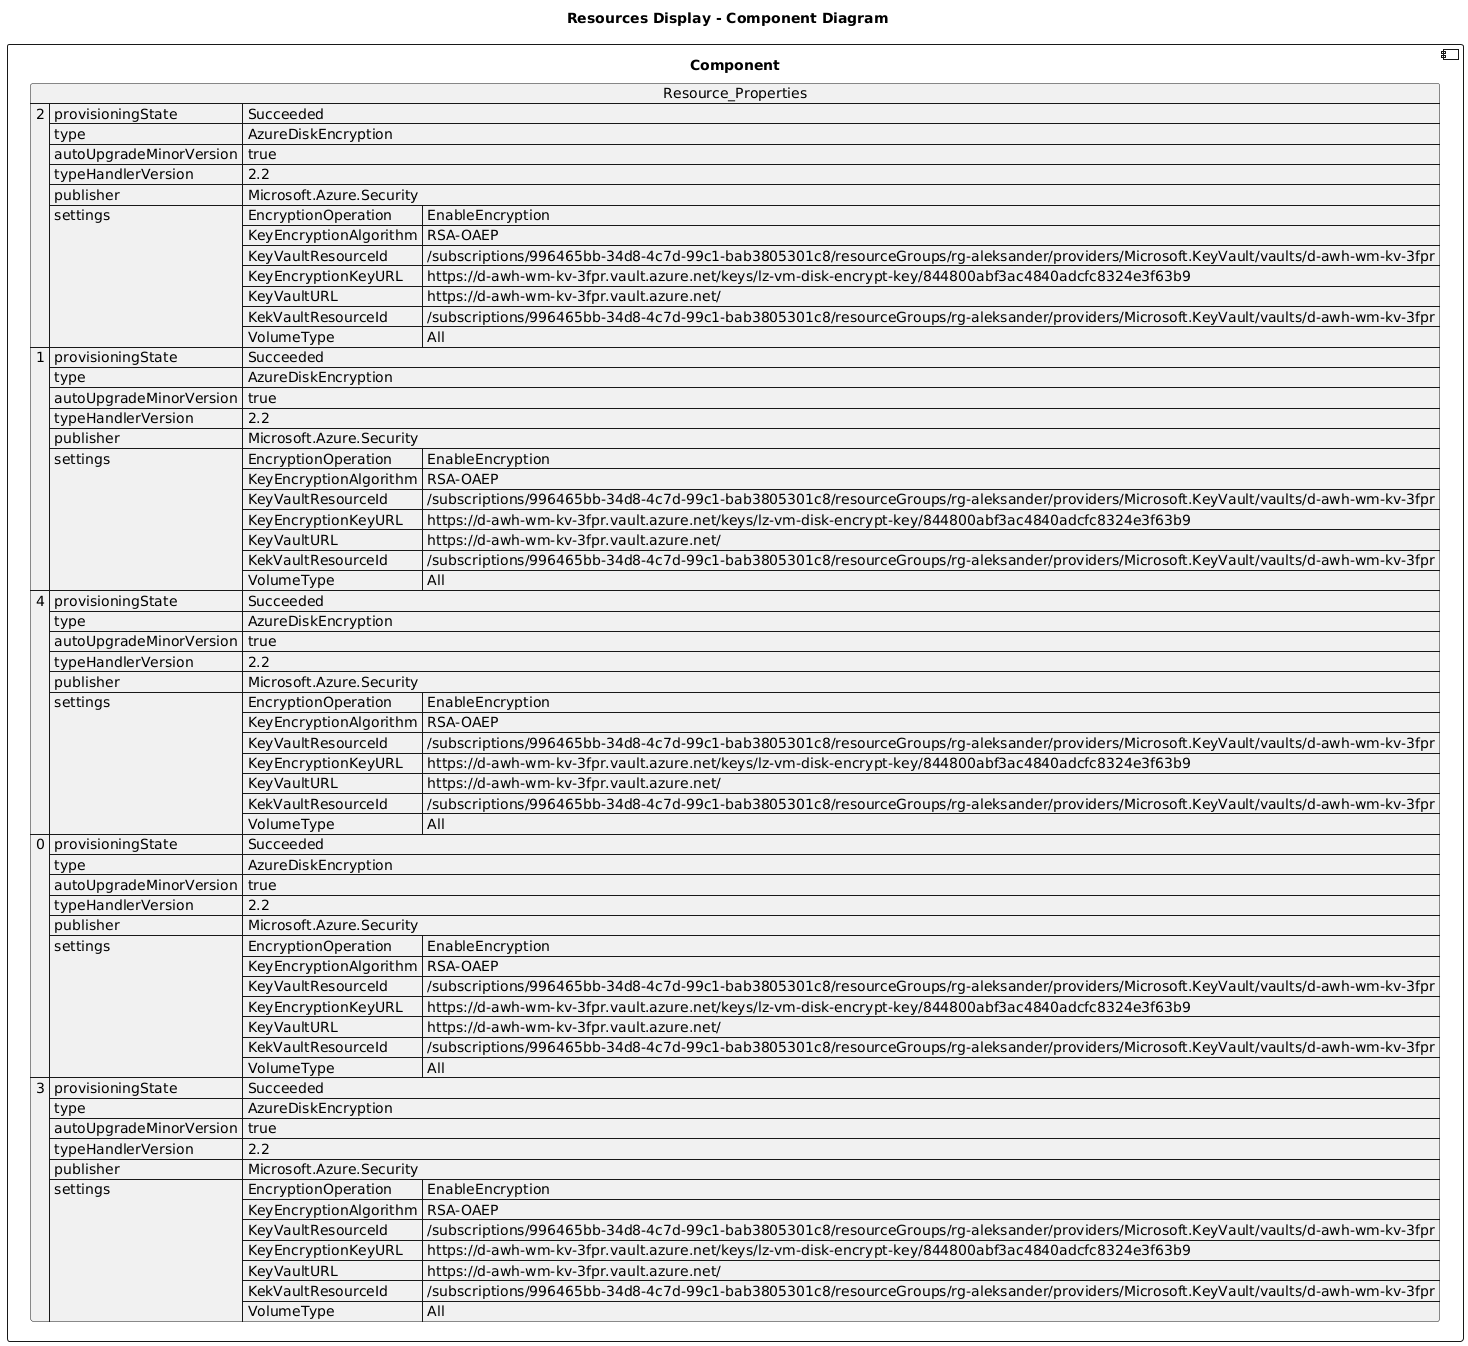 Resources Display - Component Diagram
Component
Resource_Properties
2 provisioningState Succeeded
type AzureDiskEncryption
autoUpgradeMinorVersion true
typeHandlerVersion 2.2
publisher Microsoft.Azure.Security
settings EncryptionOperation EnableEncryption
KeyEncryptionAlgorithm RSA-OAEP
KeyVaultResourceId /subscriptions/996465bb-34d8-4c7d-99c1-bab3805301c8/resourceGroups/rg-aleksander/providers/Microsoft.KeyVault/vaults/d-awh-wm-kv-3fpr
KeyEncryptionKeyURL https://d-awh-wm-kv-3fpr.vault.azure.net/keys/lz-vm-disk-encrypt-key/844800abf3ac4840adcfc8324e3f63b9
KeyVaultURL https://d-awh-wm-kv-3fpr.vault.azure.net/
KekVaultResourceId /subscriptions/996465bb-34d8-4c7d-99c1-bab3805301c8/resourceGroups/rg-aleksander/providers/Microsoft.KeyVault/vaults/d-awh-wm-kv-3fpr
VolumeType All
1 provisioningState Succeeded
type AzureDiskEncryption
autoUpgradeMinorVersion true
typeHandlerVersion 2.2
publisher Microsoft.Azure.Security
settings EncryptionOperation EnableEncryption
KeyEncryptionAlgorithm RSA-OAEP
KeyVaultResourceId /subscriptions/996465bb-34d8-4c7d-99c1-bab3805301c8/resourceGroups/rg-aleksander/providers/Microsoft.KeyVault/vaults/d-awh-wm-kv-3fpr
KeyEncryptionKeyURL https://d-awh-wm-kv-3fpr.vault.azure.net/keys/lz-vm-disk-encrypt-key/844800abf3ac4840adcfc8324e3f63b9
KeyVaultURL https://d-awh-wm-kv-3fpr.vault.azure.net/
KekVaultResourceId /subscriptions/996465bb-34d8-4c7d-99c1-bab3805301c8/resourceGroups/rg-aleksander/providers/Microsoft.KeyVault/vaults/d-awh-wm-kv-3fpr
VolumeType All
4 provisioningState Succeeded
type AzureDiskEncryption
autoUpgradeMinorVersion true
typeHandlerVersion 2.2
publisher Microsoft.Azure.Security
settings EncryptionOperation EnableEncryption
KeyEncryptionAlgorithm RSA-OAEP
KeyVaultResourceId /subscriptions/996465bb-34d8-4c7d-99c1-bab3805301c8/resourceGroups/rg-aleksander/providers/Microsoft.KeyVault/vaults/d-awh-wm-kv-3fpr
KeyEncryptionKeyURL https://d-awh-wm-kv-3fpr.vault.azure.net/keys/lz-vm-disk-encrypt-key/844800abf3ac4840adcfc8324e3f63b9
KeyVaultURL https://d-awh-wm-kv-3fpr.vault.azure.net/
KekVaultResourceId /subscriptions/996465bb-34d8-4c7d-99c1-bab3805301c8/resourceGroups/rg-aleksander/providers/Microsoft.KeyVault/vaults/d-awh-wm-kv-3fpr
VolumeType All
0 provisioningState Succeeded
type AzureDiskEncryption
autoUpgradeMinorVersion true
typeHandlerVersion 2.2
publisher Microsoft.Azure.Security
settings EncryptionOperation EnableEncryption
KeyEncryptionAlgorithm RSA-OAEP
KeyVaultResourceId /subscriptions/996465bb-34d8-4c7d-99c1-bab3805301c8/resourceGroups/rg-aleksander/providers/Microsoft.KeyVault/vaults/d-awh-wm-kv-3fpr
KeyEncryptionKeyURL https://d-awh-wm-kv-3fpr.vault.azure.net/keys/lz-vm-disk-encrypt-key/844800abf3ac4840adcfc8324e3f63b9
KeyVaultURL https://d-awh-wm-kv-3fpr.vault.azure.net/
KekVaultResourceId /subscriptions/996465bb-34d8-4c7d-99c1-bab3805301c8/resourceGroups/rg-aleksander/providers/Microsoft.KeyVault/vaults/d-awh-wm-kv-3fpr
VolumeType All
3 provisioningState Succeeded
type AzureDiskEncryption
autoUpgradeMinorVersion true
typeHandlerVersion 2.2
publisher Microsoft.Azure.Security
settings EncryptionOperation EnableEncryption
KeyEncryptionAlgorithm RSA-OAEP
KeyVaultResourceId /subscriptions/996465bb-34d8-4c7d-99c1-bab3805301c8/resourceGroups/rg-aleksander/providers/Microsoft.KeyVault/vaults/d-awh-wm-kv-3fpr
KeyEncryptionKeyURL https://d-awh-wm-kv-3fpr.vault.azure.net/keys/lz-vm-disk-encrypt-key/844800abf3ac4840adcfc8324e3f63b9
KeyVaultURL https://d-awh-wm-kv-3fpr.vault.azure.net/
KekVaultResourceId /subscriptions/996465bb-34d8-4c7d-99c1-bab3805301c8/resourceGroups/rg-aleksander/providers/Microsoft.KeyVault/vaults/d-awh-wm-kv-3fpr
VolumeType All